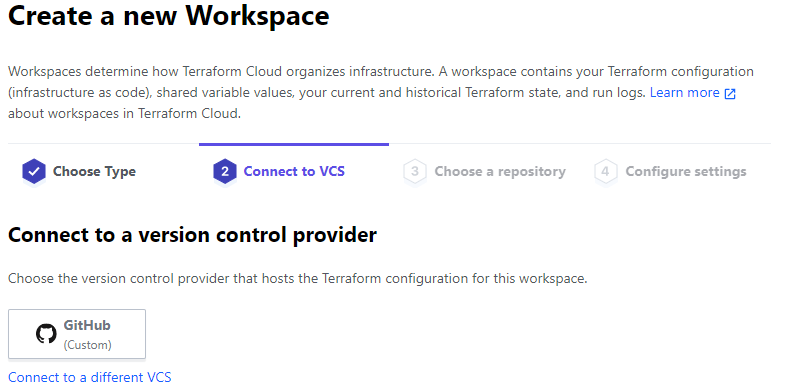 Create a new Workspace
Workspaces determine how Terraform Cloud organizes infrastructure. A workspace contains your Terraform configuration
(infrastructure as code), shared variable values, your current and historical Terraform state, and run logs. Learn more
about workspaces in Terraform Cloud.
Choose Type 2 Connect to VCS 3 Choose a repository 4 Configure settings
Connect to a version control provider
Choose the version control provider that hosts the Terraform configuration for this workspace.
GitHub
(Custom)
Connect to a different VCS